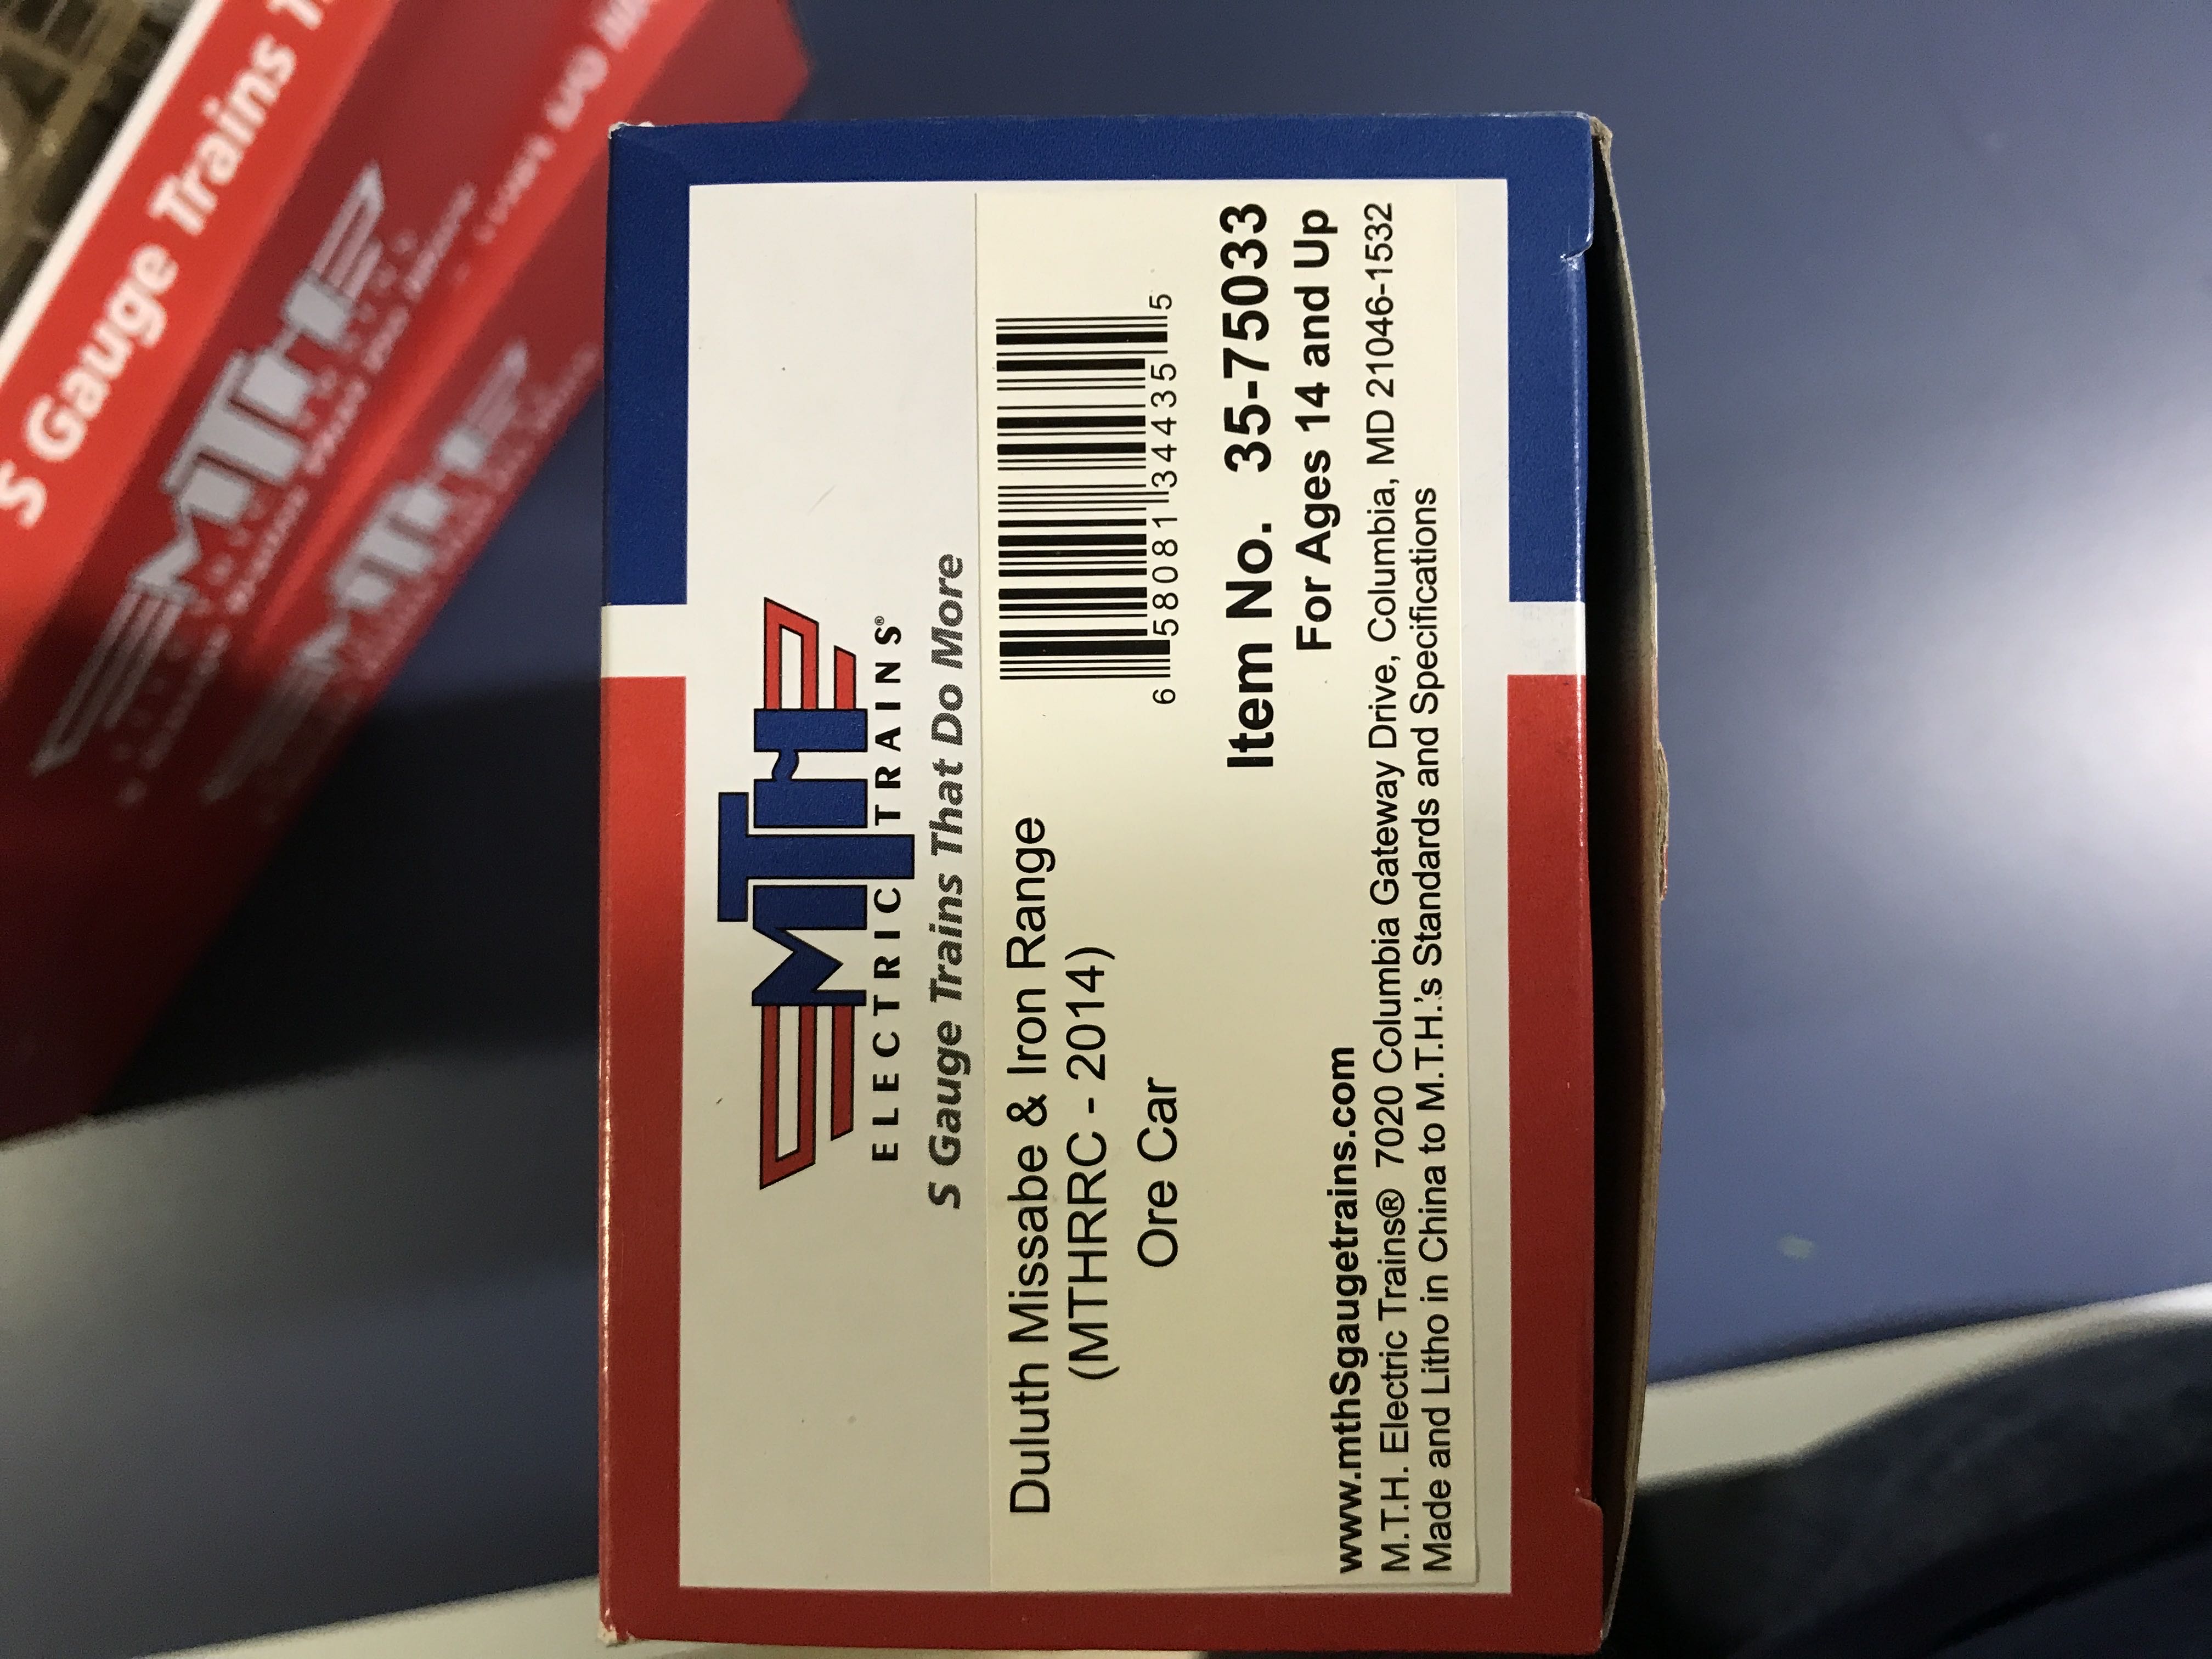 MTH
ELECTRIC TRAINS®
S Gauge Trains That Do More
Duluth Missabe & Iron Range
(MTHRRC - 2014)
Ore Car
6 58081 34435 5
Item No. 35-75033
For Ages 14 and Up
www.mthSgaugetrains.com
M.T.H. Electric Trains® 7020 Columbia Gateway Drive, Columbia, MD 21046-1532
Made and Litho in China to M.T.H.'s Standards and Specifications
S Gauge Trains
MTH
MTH